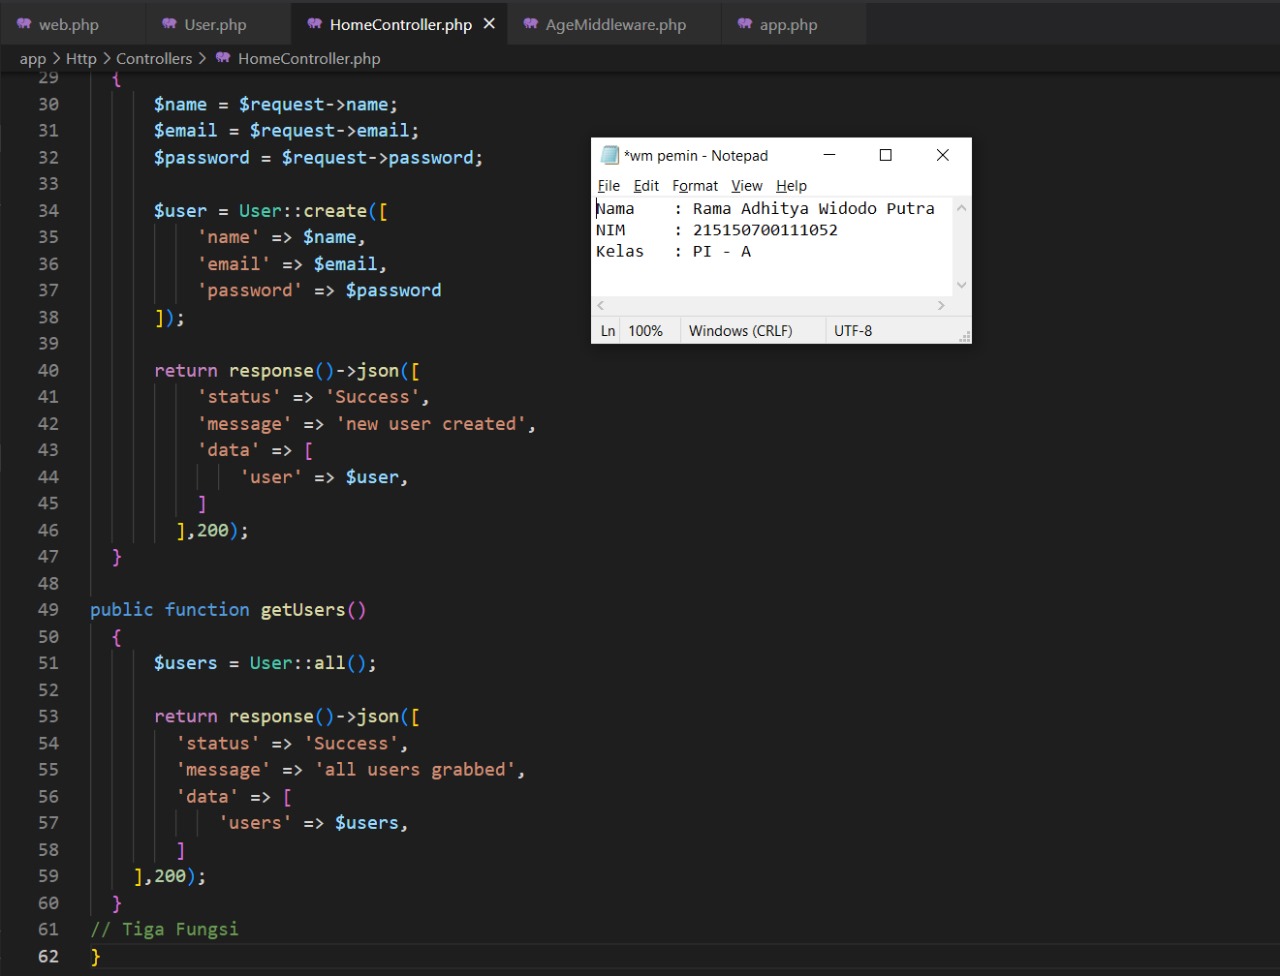 web.php User.php HomeController.php AgeMiddleware.php app.php
app > Http > Controllers > HomeController.php
29 {
30 $name = $request->name;
31 $email = $request->email;
32 $password = $request->password;
33
34 $user = User::create([
35 'name' => $name,
36 'email' => $email,
37 'password' => $password
38 ]);
39
40 return response()->json([
41 'status' => 'Success',
42 'message' => 'new user created',
43 'data' => [
44 'user' => $user,
45 ]
46 ],200);
47 }
48
49 public function getUsers()
50 {
51 $users = User::all();
52
53 return response()->json([
54 'status' => 'Success',
55 'message' => 'all users grabbed',
56 'data' => [
57 'users' => $users,
58 ]
59 ],200);
60 }
61 // Tiga Fungsi
62 }
*wm pemin - Notepad
File Edit Format View Help
Nama : Rama Adhitya Widodo Putra
NIM : 215150700111052
Kelas : PI - A
Ln 100% Windows (CRLF) UTF-8